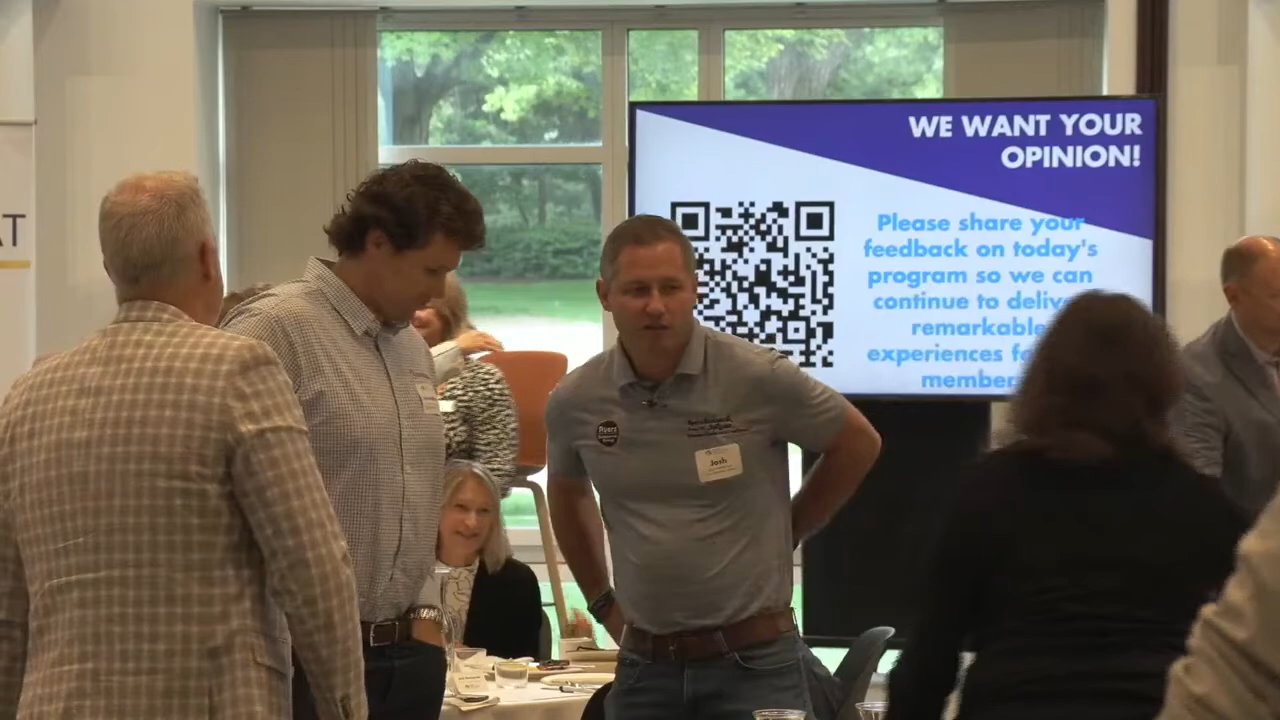 AT
WE WANT YOUR
OPINION!
Please share your
feedback on today's
program so we can
continue to deliv
remarkable
experiences fo
member
Josh